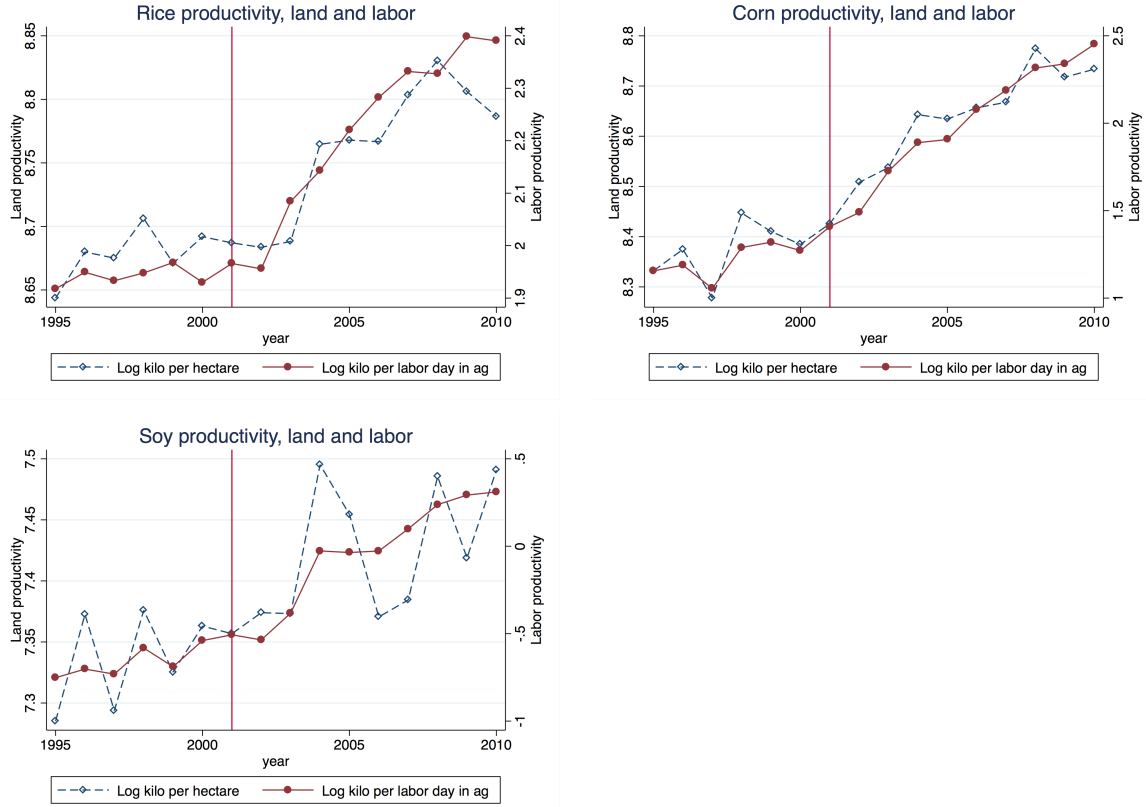 Rice productivity, land and labor
Land productivity
8.85
8.8
8.75
8.7
8.65
2.4
2.3
2.2
2.1
2
1.9
Labor productivity
1995 2000 2005 2010
year
Log kilo per hectare Log kilo per labor day in ag
Corn productivity, land and labor
Land productivity
8.8
8.7
8.6
8.5
8.4
8.3
2.5
2
1.5
1
Labor productivity
1995 2000 2005 2010
year
Log kilo per hectare Log kilo per labor day in ag
Soy productivity, land and labor
Land productivity
7.5
7.45
7.4
7.35
7.3
.5
0
-.5
-1
Labor productivity
1995 2000 2005 2010
year
Log kilo per hectare Log kilo per labor day in ag